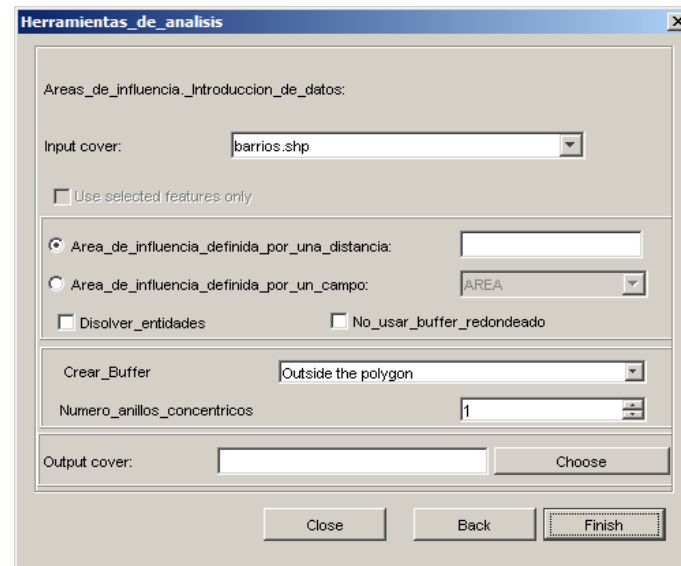 Herramientas_de_analisis
Areas_de_influencia._Introduccion_de_datos:
Input cover: barrios.shp
Use selected features only
Area_de_influencia_definida_por_una_distancia:
Area_de_influencia_definida_por_un_campo: AREA
Disolver_entidades No_usar_buffer_redondeado
Crear_Buffer Outside the polygon
Numero_anillos_concentricos 1
Output cover: Choose
Close Back Finish